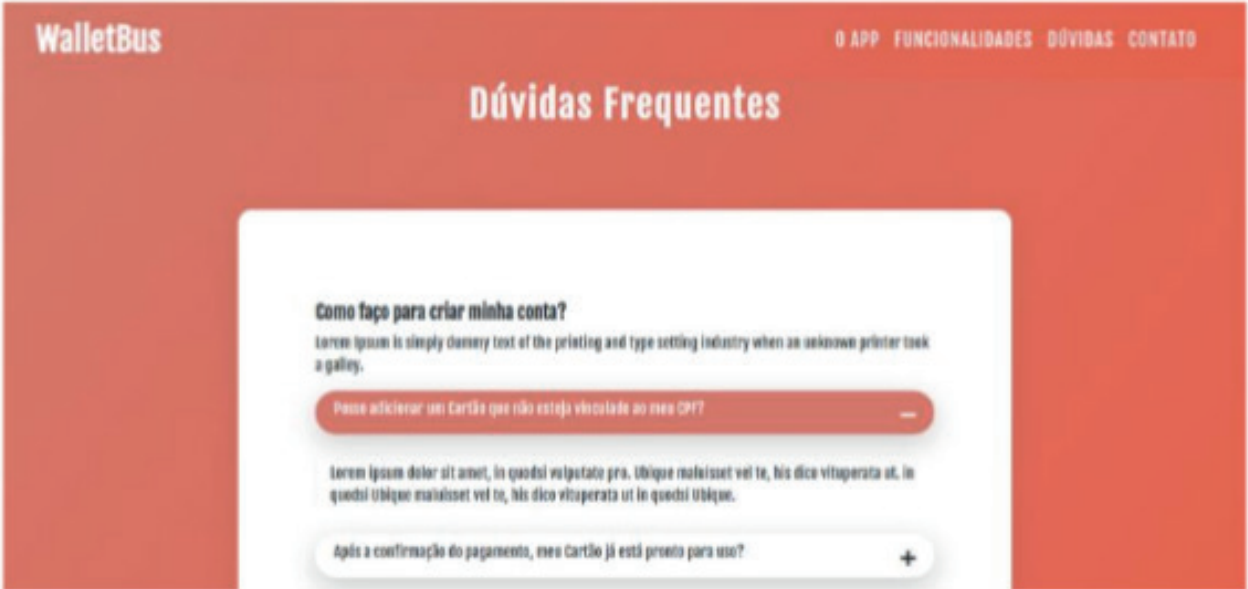 WalletBus
O APP FUNCIONALIDADES DÚVIDAS CONTATO
Dúvidas Frequentes
Como faço para criar minha conta?
Lorem Ipsum is simply dummy text of the printing and type setting industry when an unknown printer took
a galley.
Posso adicionar um Cartão que não esteja vinculado ao meu CPF?
Lorem ipsum dolor sit amet, in quodsi vulputate pro. Ubique maluisset vel te, his dico vituperata ut. In
quodsi Ubique maluisset vel te, his dico vituperata ut in quodsi Ubique.
Após a confirmação do pagamento, meu Cartão já está pronto para uso?